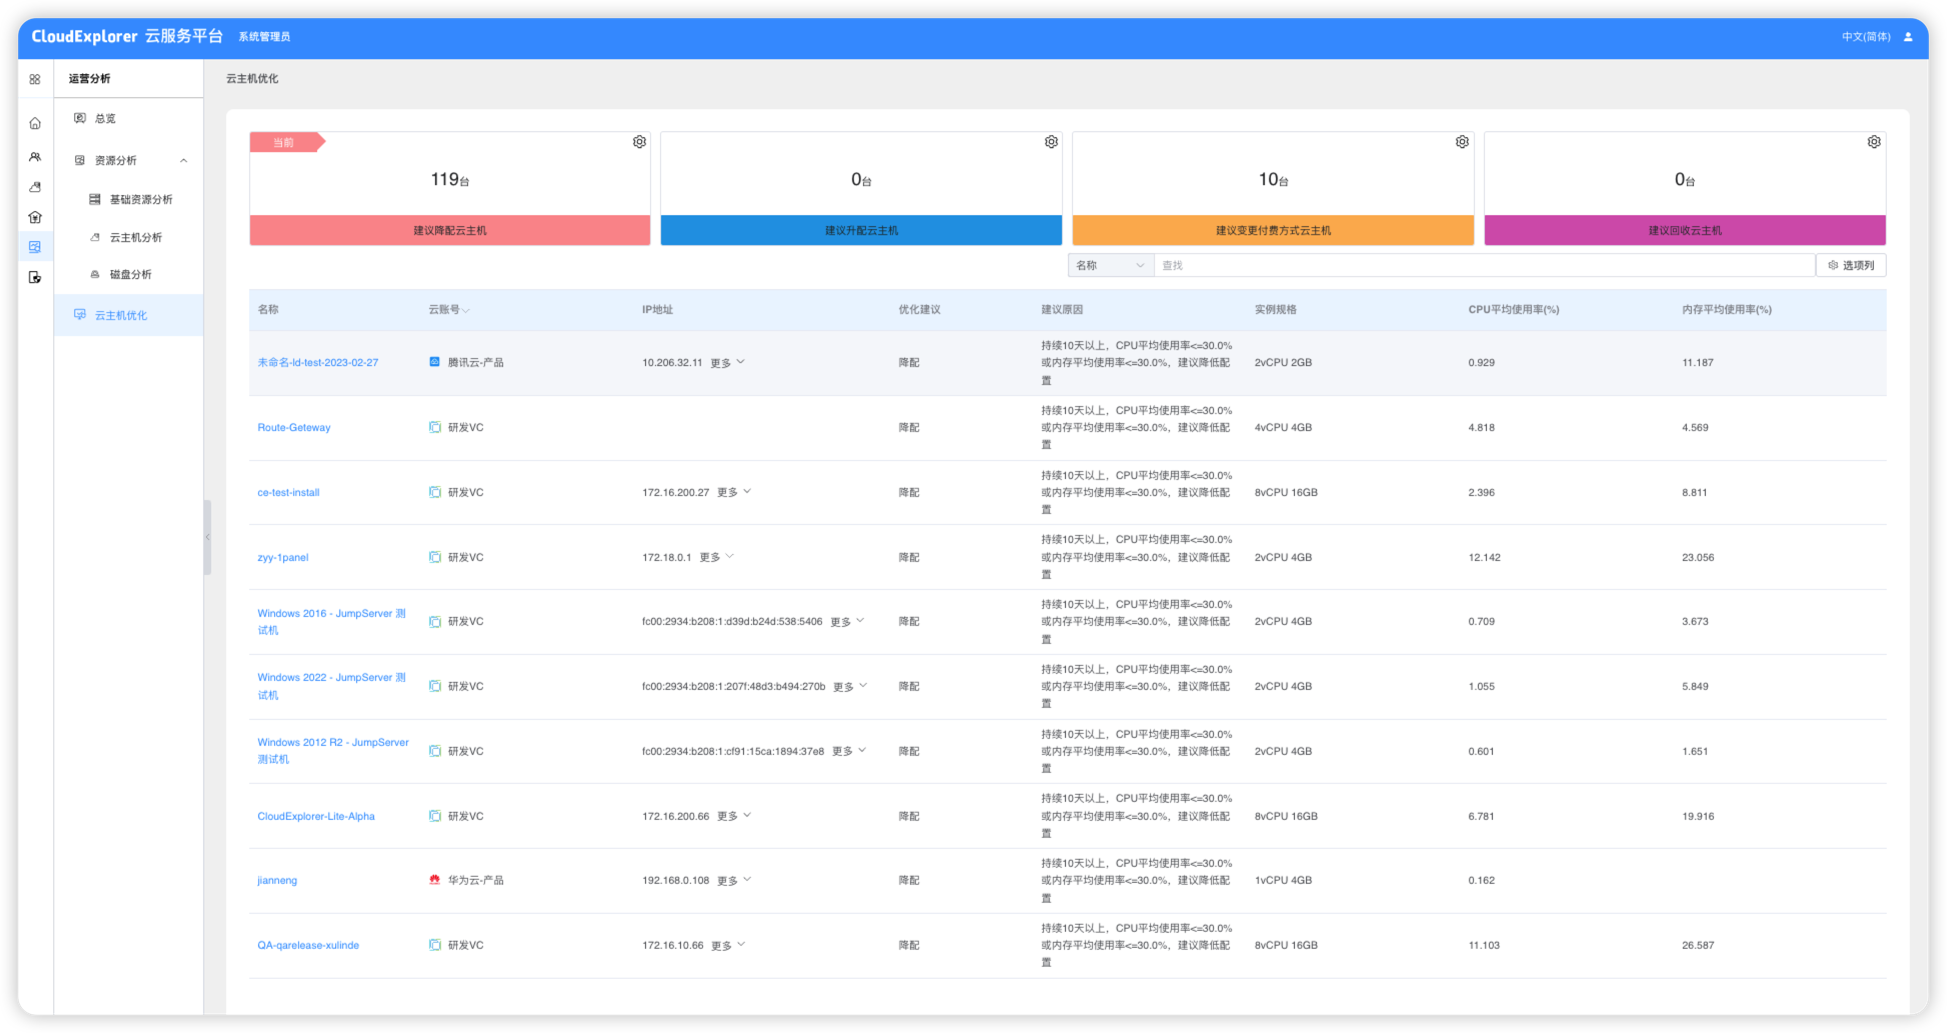 CloudExplorer 云服务平台 系统管理员
中文(简体)
运营分析
总览
资源分析
基础资源分析
云主机分析
磁盘分析
云主机优化
云主机优化
当前
119台
建议降配云主机
0台
建议升配云主机
10台
建议变更付费方式云主机
0台
建议回收云主机
名称 查找 选项列
名称 云账号 IP地址 优化建议 建议原因 实例规格 CPU平均使用率(%) 内存平均使用率(%)
未命名-ld-test-2023-02-27 腾讯云-产品 10.206.32.11 更多 降配
持续10天以上，CPU平均使用率<=30.0%
或内存平均使用率<=30.0%，建议降低配
置
2vCPU 2GB 0.929 11.187
Route-Geteway 研发VC 降配
持续10天以上，CPU平均使用率<=30.0%
或内存平均使用率<=30.0%，建议降低配
置
4vCPU 4GB 4.818 4.569
ce-test-install 研发VC 172.16.200.27 更多 降配
持续10天以上，CPU平均使用率<=30.0%
或内存平均使用率<=30.0%，建议降低配
置
8vCPU 16GB 2.396 8.811
zyy-1panel 研发VC 172.18.0.1 更多 降配
持续10天以上，CPU平均使用率<=30.0%
或内存平均使用率<=30.0%，建议降低配
置
2vCPU 4GB 12.142 23.056
Windows 2016 - JumpServer 测
试机
研发VC fc00:2934:b208:1:d39d:b24d:538:5406 更多 降配
持续10天以上，CPU平均使用率<=30.0%
或内存平均使用率<=30.0%，建议降低配
置
2vCPU 4GB 0.709 3.673
Windows 2022 - JumpServer 测
试机
研发VC fc00:2934:b208:1:207f:48d3:b494:270b 更多 降配
持续10天以上，CPU平均使用率<=30.0%
或内存平均使用率<=30.0%，建议降低配
置
2vCPU 4GB 1.055 5.849
Windows 2012 R2 - JumpServer
测试机
研发VC fc00:2934:b208:1:cf91:15ca:1894:37e8 更多 降配
持续10天以上，CPU平均使用率<=30.0%
或内存平均使用率<=30.0%，建议降低配
置
2vCPU 4GB 0.601 1.651
CloudExplorer-Lite-Alpha 研发VC 172.16.200.66 更多 降配
持续10天以上，CPU平均使用率<=30.0%
或内存平均使用率<=30.0%，建议降低配
置
8vCPU 16GB 6.781 19.916
jianneng 华为云-产品 192.168.0.108 更多 降配
持续10天以上，CPU平均使用率<=30.0%
或内存平均使用率<=30.0%，建议降低配
置
1vCPU 4GB 0.162
QA-qarelease-xulinde 研发VC 172.16.10.66 更多 降配
持续10天以上，CPU平均使用率<=30.0%
或内存平均使用率<=30.0%，建议降低配
置
8vCPU 16GB 11.103 26.587